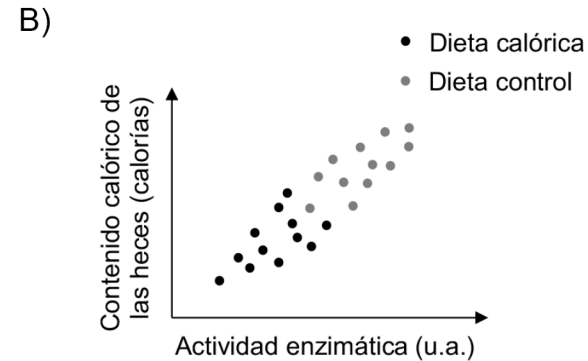 B)
Dieta calórica
Dieta control
Contenido calórico de
las heces (calorías)
Actividad enzimática (u.a.)